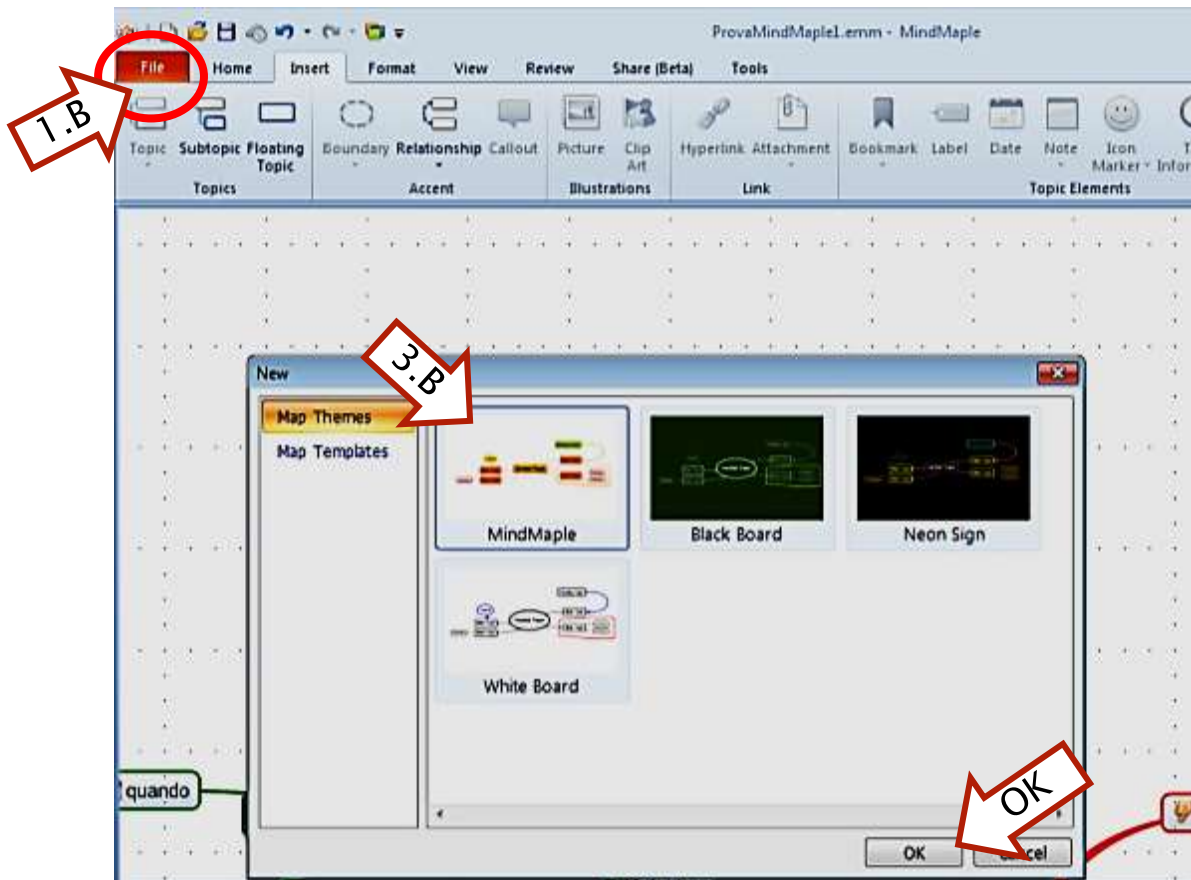 ProvaMindMaple1.emm - MindMaple
File Home Insert Format View Review Share (Beta) Tools
1.B
Topic Subtopic Floating Topic Boundary Relationship Callout Picture Clip Art Hyperlink Attachment Bookmark Label Date Note Icon Marker
Topics Accent Illustrations Link Topic Elements
3.B
New
Map Themes
Map Templates
MindMaple Black Board Neon Sign
White Board
quando
OK
OK